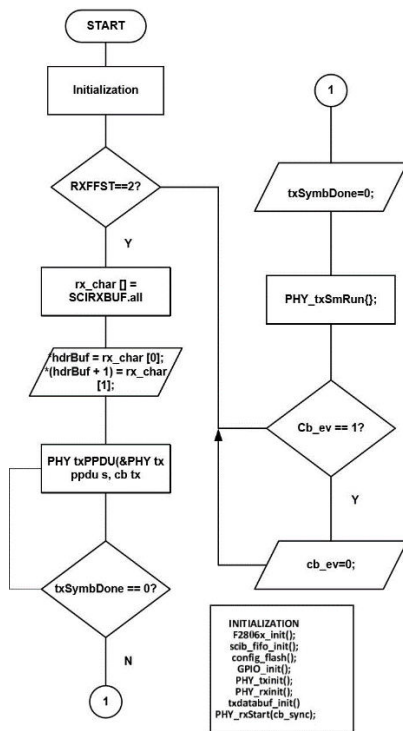 START
Initialization
RXFFST==2?
Y
rx_char [] =
SCIRXBUF.all
*hdrBuf = rx_char [0];
*(hdrBuf + 1) = rx_char
[1];
PHY txPPDU(&PHY tx
ppdu s, cb tx
txSymbDone == 0?
N
1
1
txSymbDone=0;
PHY_txSmRun{};
Cb_ev == 1?
Y
cb_ev=0;
INITIALIZATION
F2806x_init();
scib_fifo_init();
config_flash();
GPIO_init();
PHY_txinit();
PHY_rxinit();
txdatabuf_init()
PHY_rxStart(cb_sync);